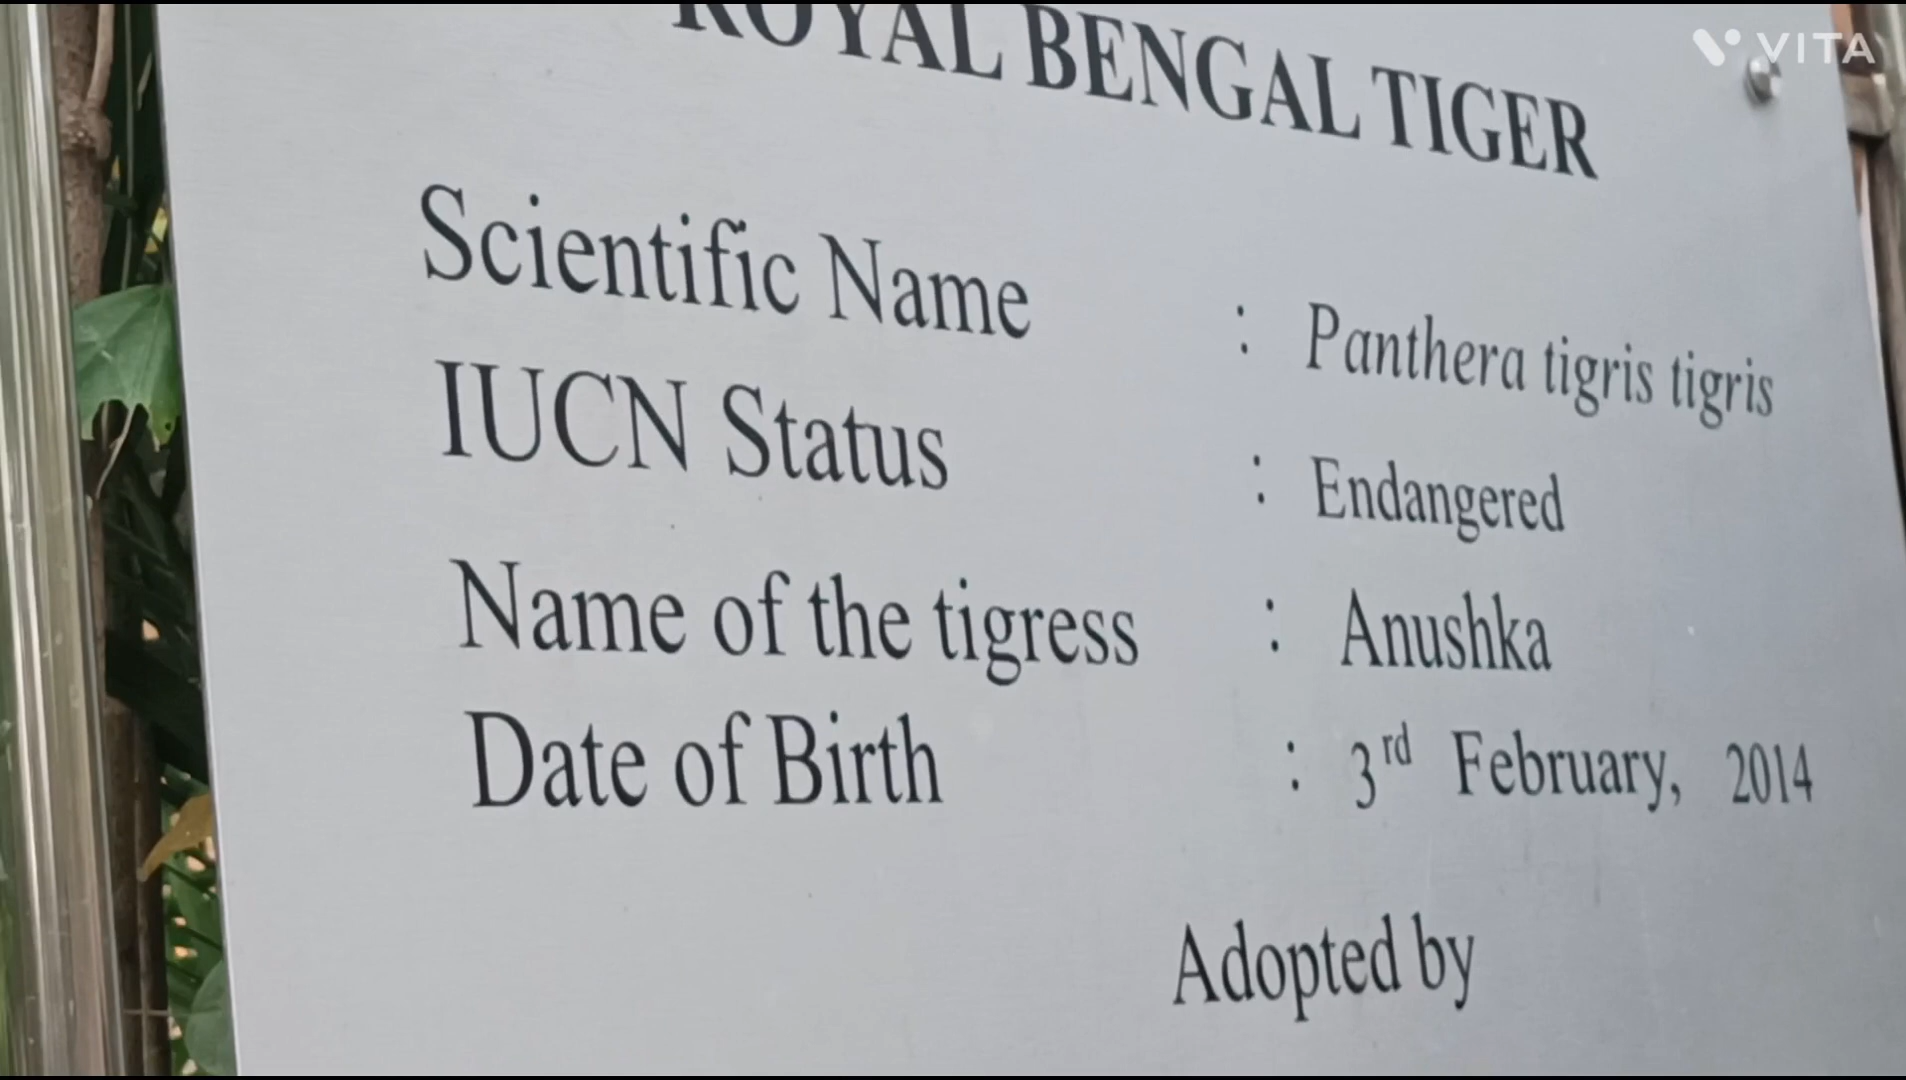 ROYAL BENGAL TIGER
VITA
Scientific Name : Panthera tigris tigris
IUCN Status : Endangered
Name of the tigress : Anushka
Date of Birth : 3rd February, 2014
Adopted by